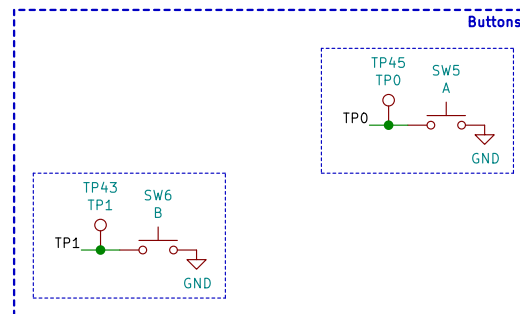 Buttons
TP45
TP0
SW5
A
TP0
GND
TP43
TP1
SW6
B
TP1
GND